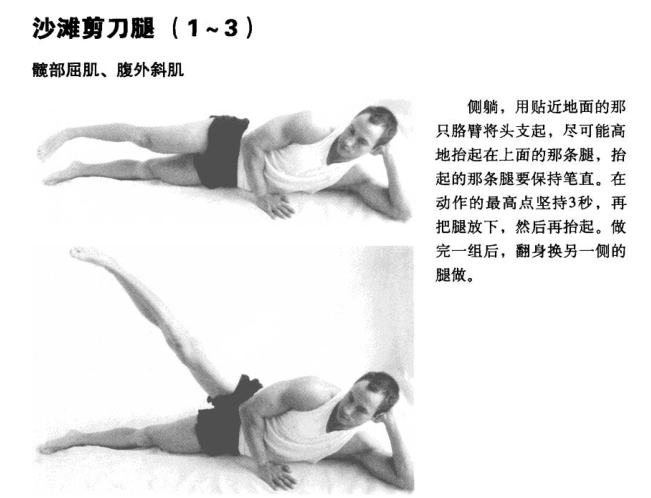 沙滩剪刀腿（1~3）
髋部屈肌、腹外斜肌
侧躺，用贴近地面的那
只胳臂将头支起，尽可能高
地抬起在上面的那条腿，抬
起的那条腿要保持笔直。在
动作的最高点坚持3秒，再
把腿放下，然后再抬起。做
完一组后，翻身换另一侧的
腿做。